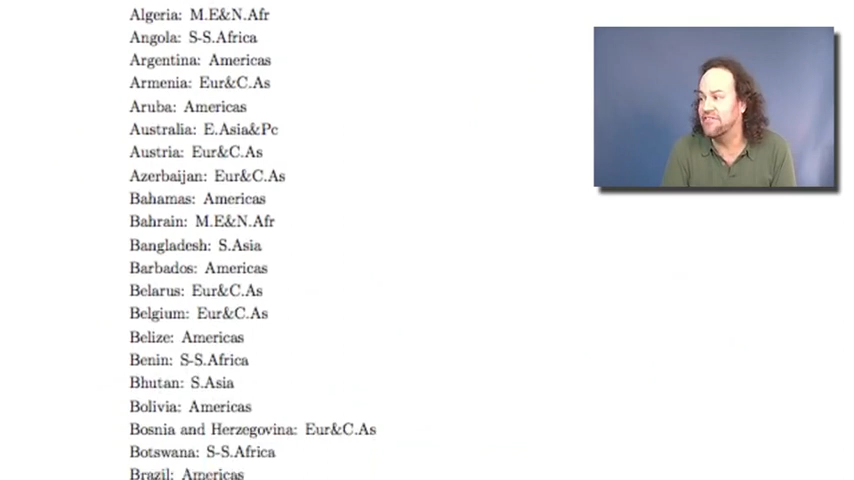 Algeria: M.E&N.Afr
Angola: S-S.Africa
Argentina: Americas
Armenia: Eur&C.As
Aruba: Americas
Australia: E.Asia&Pc
Austria: Eur&C.As
Azerbaijan: Eur&C.As
Bahamas: Americas
Bahrain: M.E&N.Afr
Bangladesh: S.Asia
Barbados: Americas
Belarus: Eur&C.As
Belgium: Eur&C.As
Belize: Americas
Benin: S-S.Africa
Bhutan: S.Asia
Bolivia: Americas
Bosnia and Herzegovina: Eur&C.As
Botswana: S-S.Africa
Brazil: Americas